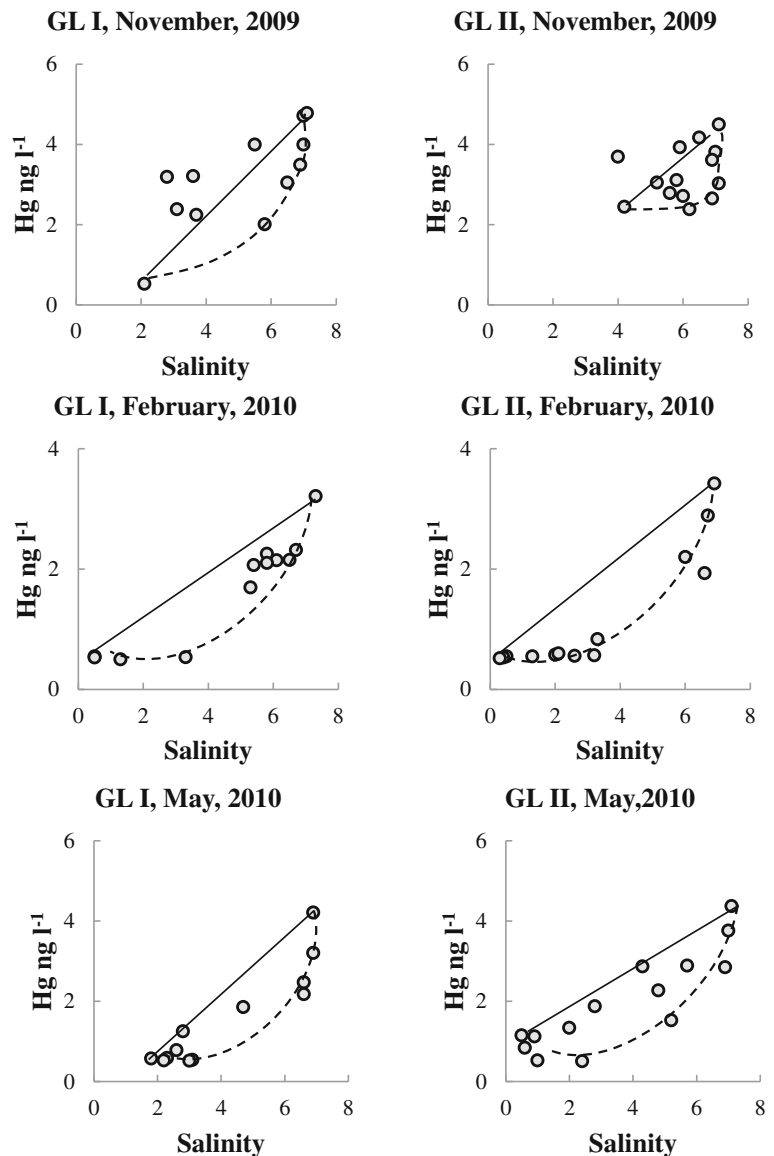 GL I, November, 2009
GL II, November, 2009
6
4
2
0
Hg ng l-1
0 2 4 6 8
Salinity
6
4
2
0
Hg ng l-1
0 2 4 6 8
Salinity
GL I, February, 2010
GL II, February, 2010
4
2
0
Hg ng l-1
0 2 4 6 8
Salinity
4
2
0
Hg ng l-1
0 2 4 6 8
Salinity
GL I, May, 2010
GL II, May,2010
6
4
2
0
Hg ng l-1
0 2 4 6 8
Salinity
6
4
2
0
Hg ng l-1
0 2 4 6 8
Salinity